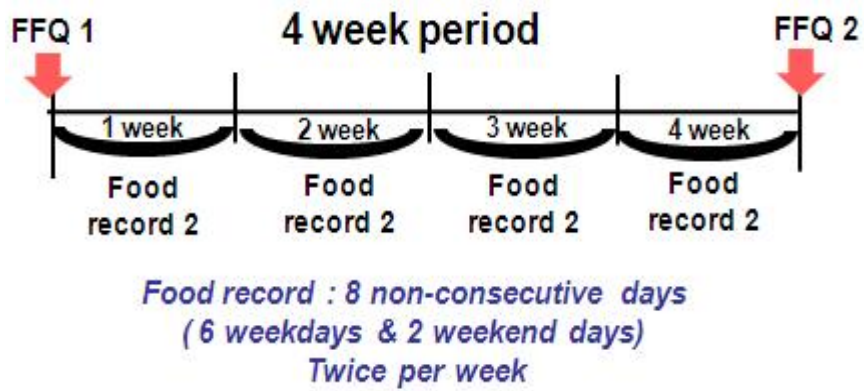 FFQ 1
4 week period
FFQ 2
1 week
2 week
3 week
4 week
Food
record 2
Food
record 2
Food
record 2
Food
record 2
Food record : 8 non-consecutive days
( 6 weekdays & 2 weekend days)
Twice per week